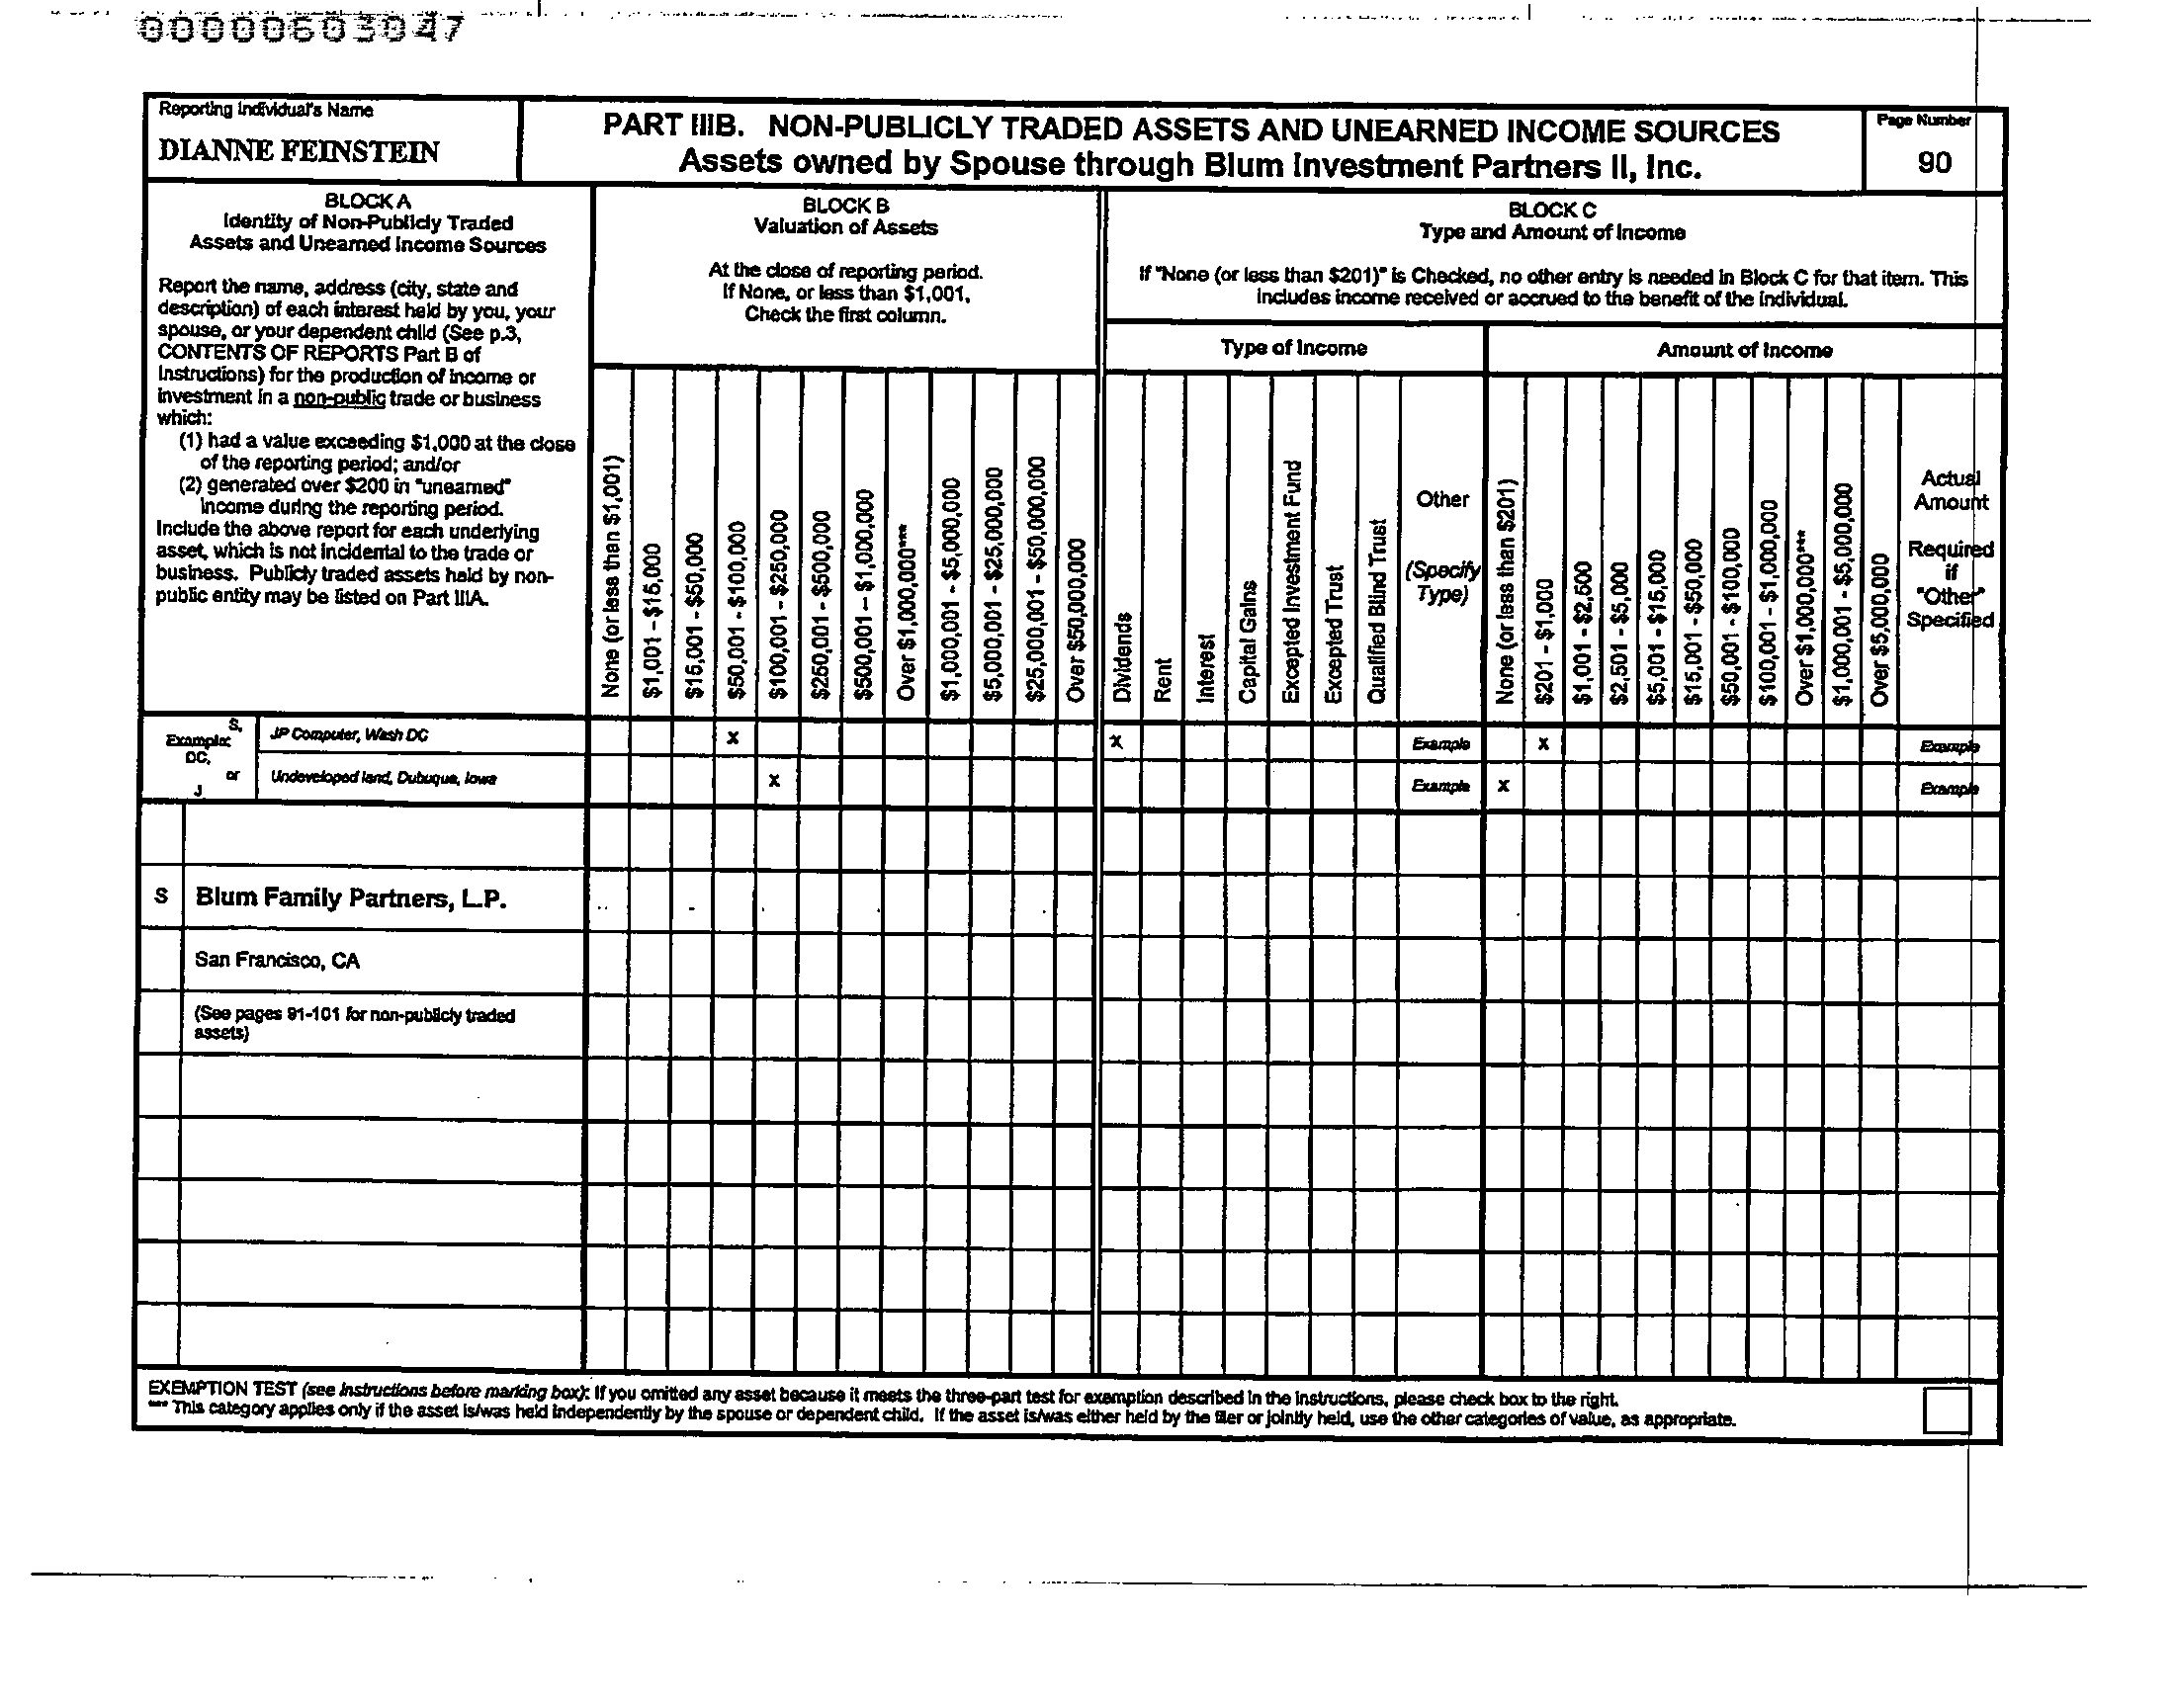 00000603047
Reporting Individual's Name
DIANNE FEINSTEIN
PART IIIB. NON-PUBLICLY TRADED ASSETS AND UNEARNED INCOME SOURCES
Assets owned by Spouse through Blum Investment Partners II, Inc.
Page Number
90
BLOCK A
Identity of Non-Publicly Traded
Assets and Unearned Income Sources
Report the name, address (city, state and
description) of each interest held by you, your
spouse, or your dependent child (See p.3,
CONTENTS OF REPORTS Part B of
Instructions) for the production of income or
investment in a non-public trade or business
which:
(1) had a value exceeding $1,000 at the close
of the reporting period; and/or
(2) generated over $200 in "unearned"
income during the reporting period.
Include the above report for each underlying
asset, which is not incidental to the trade or
business. Publicly traded assets held by non-
public entity may be listed on Part IIIA.
BLOCK B
Valuation of Assets
At the close of reporting period.
If None, or less than $1,001,
Check the first column.
None (or less than $1,001)
$1,001 - $15,000
$15,001 - $50,000
$50,001 - $100,000
$100,001 - $250,000
$250,001 - $500,000
$500,001 – $1,000,000
Over $1,000,000***
$1,000,001 - $5,000,000
$5,000,001 - $25,000,000
$25,000,001 - $50,000,000
Over $50,000,000
BLOCK C
Type and Amount of Income
If "None (or less than $201)" is Checked, no other entry is needed in Block C for that item. This
includes income received or accrued to the benefit of the individual.
Type of Income
Dividends
Rent
Interest
Capital Gains
Excepted Investment Fund
Excepted Trust
Qualified Blind Trust
Other
(Specify
Type)
Amount of Income
None (or less than $201)
$201 - $1,000
$1,001 - $2,500
$2,501 - $5,000
$5,001 - $15,000
$15,001 - $50,000
$50,001 - $100,000
$100,001 - $1,000,000
Over $1,000,000***
$1,000,001 - $5,000,000
Over $5,000,000
Actual
Amount
Required
if
"Other"
Specified
S,
Example:
DC,
or
J
JP Computer, Wash DC X X Example X Example
Undeveloped land, Dubuque, Iowa X Example X Example
S Blum Family Partners, L.P.
San Francisco, CA
(See pages 91-101 for non-publicly traded
assets)
EXEMPTION TEST (see instructions before marking box): If you omitted any asset because it meets the three-part test for exemption described in the instructions, please check box to the right.
*** This category applies only if the asset is/was held independently by the spouse or dependent child. If the asset is/was either held by the filer or jointly held, use the other categories of value, as appropriate.